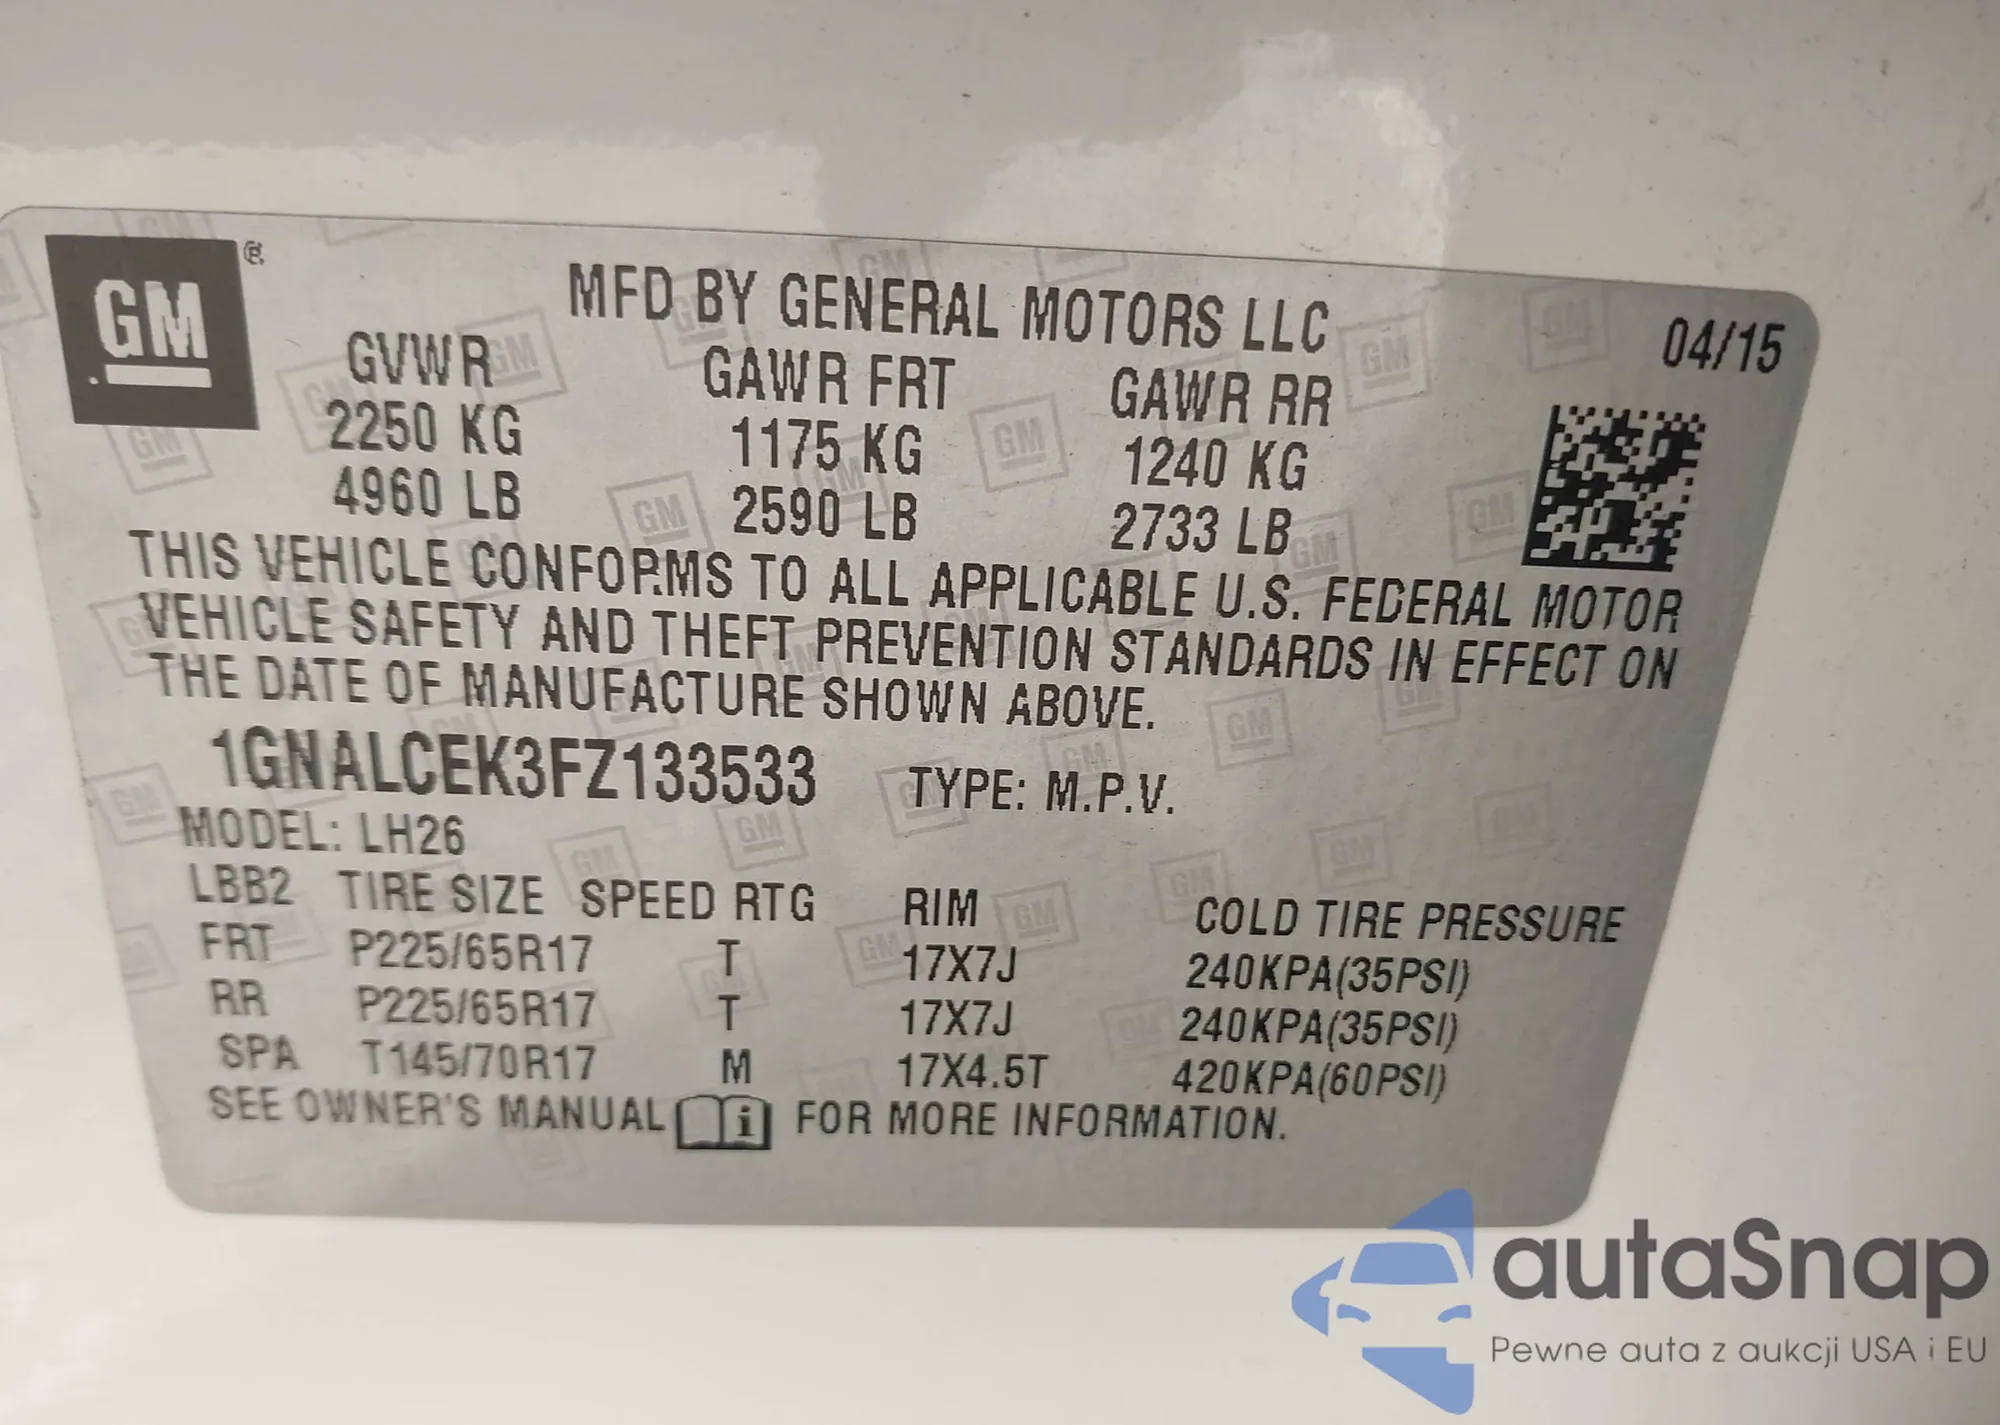 GM ®
MFD BY GENERAL MOTORS LLC
04/15
GVWR GAWR FRT GAWR RR
2250 KG 1175 KG 1240 KG
4960 LB 2590 LB 2733 LB
THIS VEHICLE CONFORMS TO ALL APPLICABLE U.S. FEDERAL MOTOR
VEHICLE SAFETY AND THEFT PREVENTION STANDARDS IN EFFECT ON
THE DATE OF MANUFACTURE SHOWN ABOVE.
1GNALCEK3FZ133533 TYPE: M.P.V.
MODEL: LH26
LBB2 TIRE SIZE SPEED RTG RIM COLD TIRE PRESSURE
FRT P225/65R17 T 17X7J 240KPA(35PSI)
RR P225/65R17 T 17X7J 240KPA(35PSI)
SPA T145/70R17 M 17X4.5T 420KPA(60PSI)
SEE OWNER'S MANUAL i FOR MORE INFORMATION.
autaSnap
Pewne auta z aukcji USA i EU